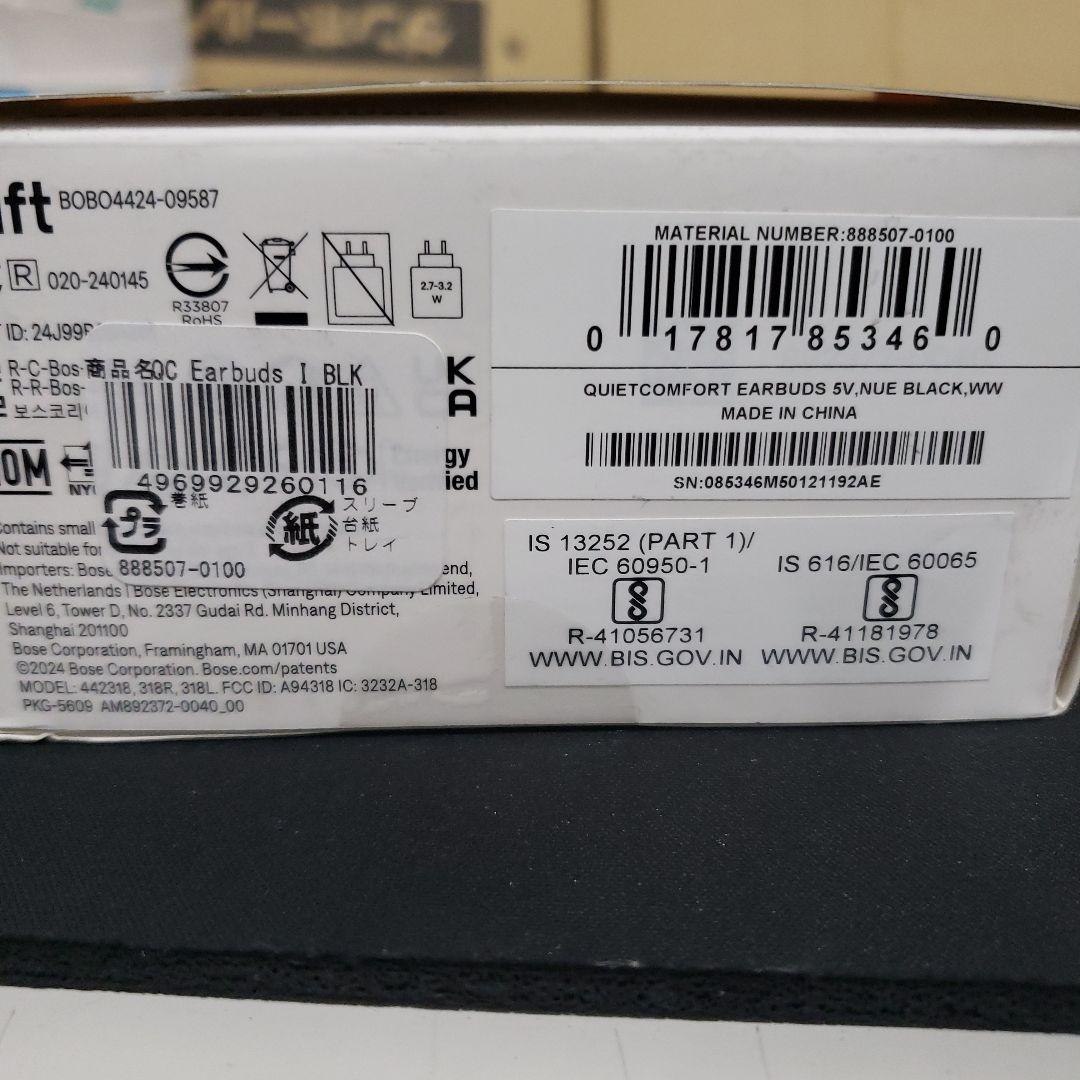 ift BOBO4424-09587
R 020-240145
R33807
RoHS
2.7-3.2
W
ID: 24J99
R-C-Bos-
R-R-Bos-
보스코리
UK
CA
OM
NYC
gy
ied
Contains small
Not suitable for
Importers: Bose
end,
The Netherlands | Bose Electronics (Shanghai) Company Limited,
Level 6, Tower D, No. 2337 Gudai Rd. Minhang District,
Shanghai 201100
Bose Corporation, Framingham, MA 01701 USA
©2024 Bose Corporation. Bose.com/patents
MODEL: 442318, 318R, 318L. FCC ID: A94318 IC: 3232A-318
PKG-5609 AM892372-0040_00
商品名QC Earbuds I BLK
4969929260116
プラ
巻紙
紙
スリーブ
台紙
トレイ
888507-0100
MATERIAL NUMBER:888507-0100
0 17817 85346 0
QUIETCOMFORT EARBUDS 5V,NUE BLACK,WW
MADE IN CHINA
SN:085346M50121192AE
IS 13252 (PART 1)/
IEC 60950-1
R-41056731
WWW.BIS.GOV.IN
IS 616/IEC 60065
R-41181978
WWW.BIS.GOV.IN